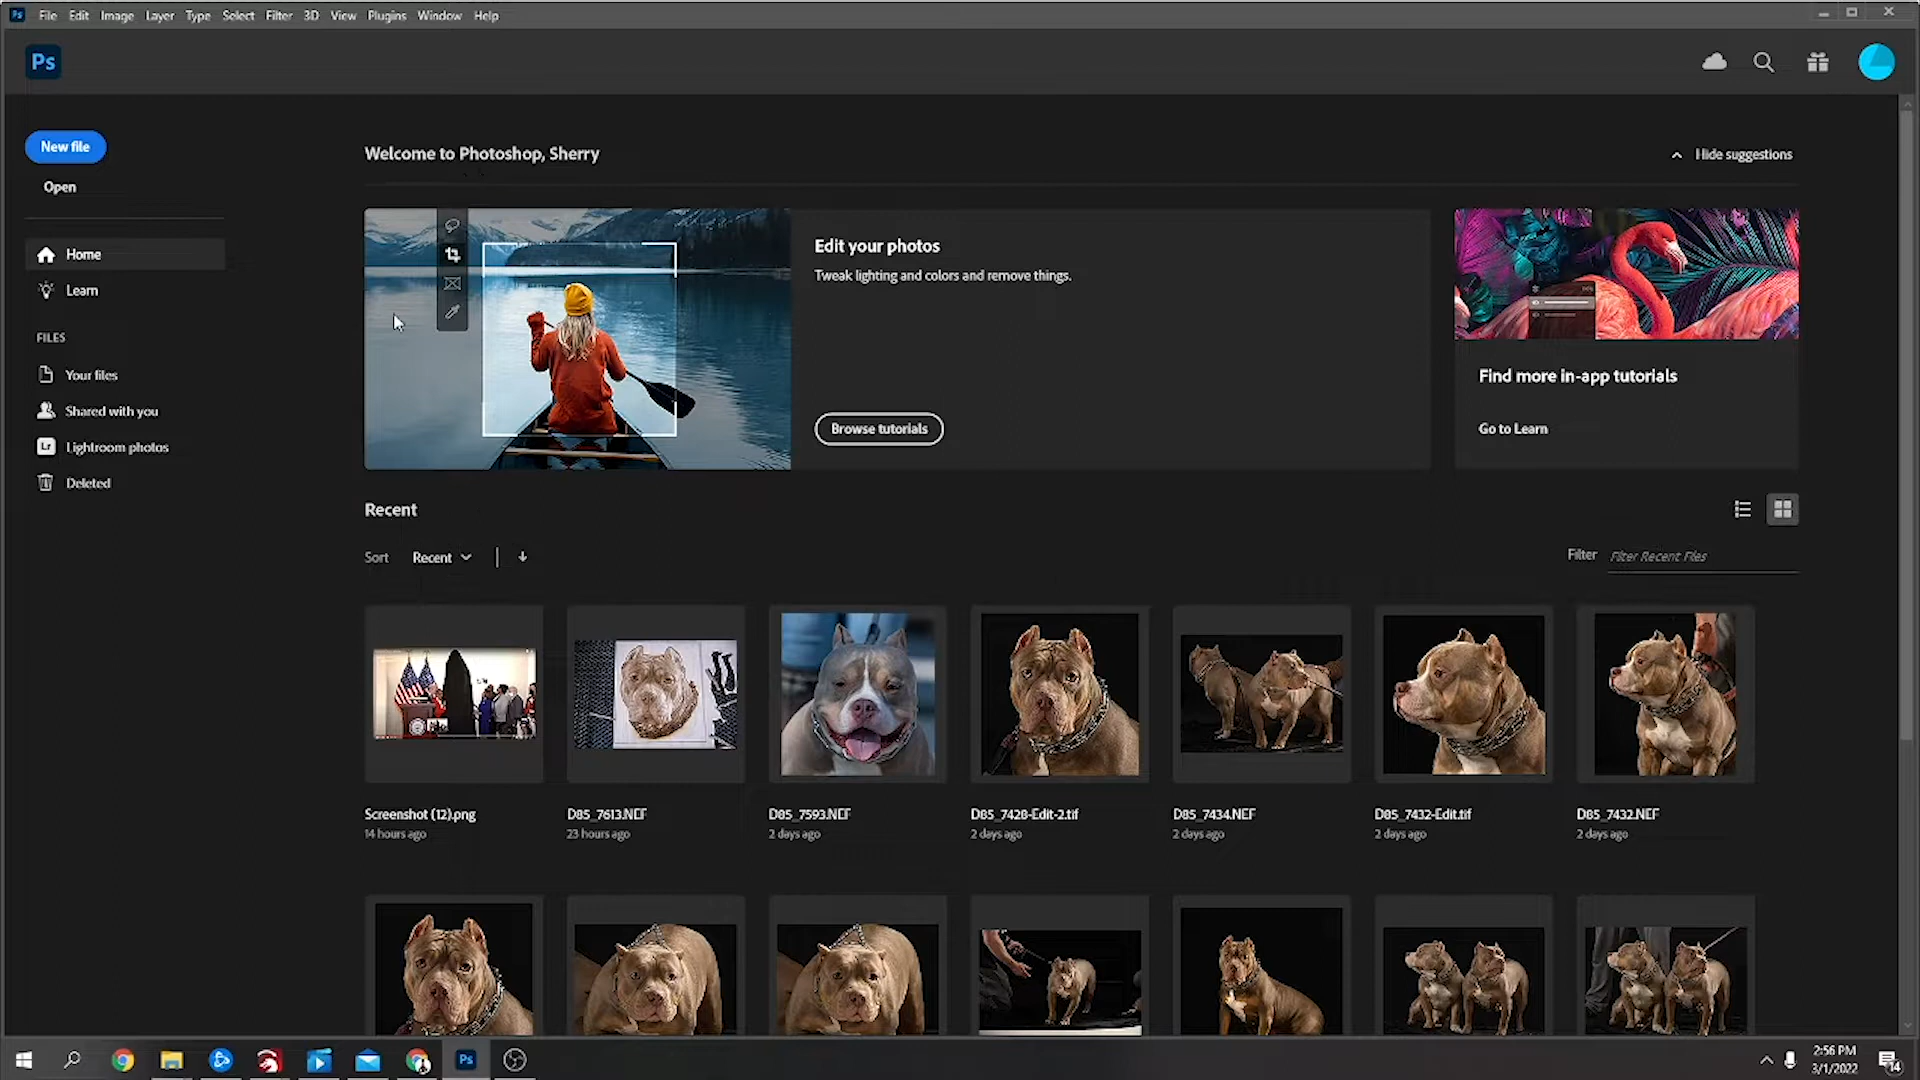 Ps File Edit Image Layer Type Select Filter 3D View Plugins Window Help
Ps
New file
Open
Home
Learn
FILES
Your files
Shared with you
Lr Lightroom photos
Deleted
Welcome to Photoshop, Sherry
Hide suggestions
Edit your photos
Tweak lighting and colors and remove things.
Browse tutorials
Find more in-app tutorials
Go to Learn
Recent
Sort Recent
Filter Filter Recent Files
Screenshot (12).png
14 hours ago
D85_7613.NEF
23 hours ago
D85_7593.NEF
2 days ago
D85_7428-Edit-2.tif
2 days ago
D85_7434.NEF
2 days ago
D85_7432-Edit.tif
2 days ago
D85_7432.NEF
2 days ago
Ps
2:56 PM
3/1/2022
14